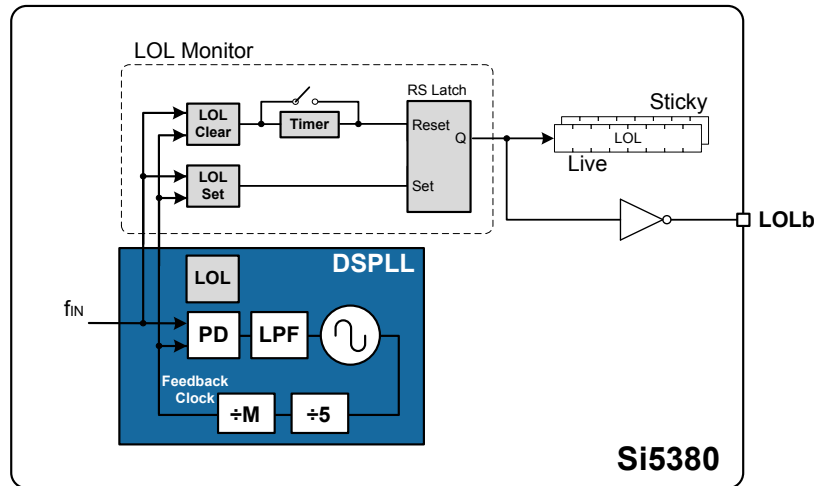 LOL Monitor
LOL
Clear
Timer
RS Latch
Reset
Q
Set
LOL
Set
Sticky
LOL
Live
LOLb
DSPLL
LOL
fIN
PD
LPF
Feedback
Clock
÷M
÷5
Si5380